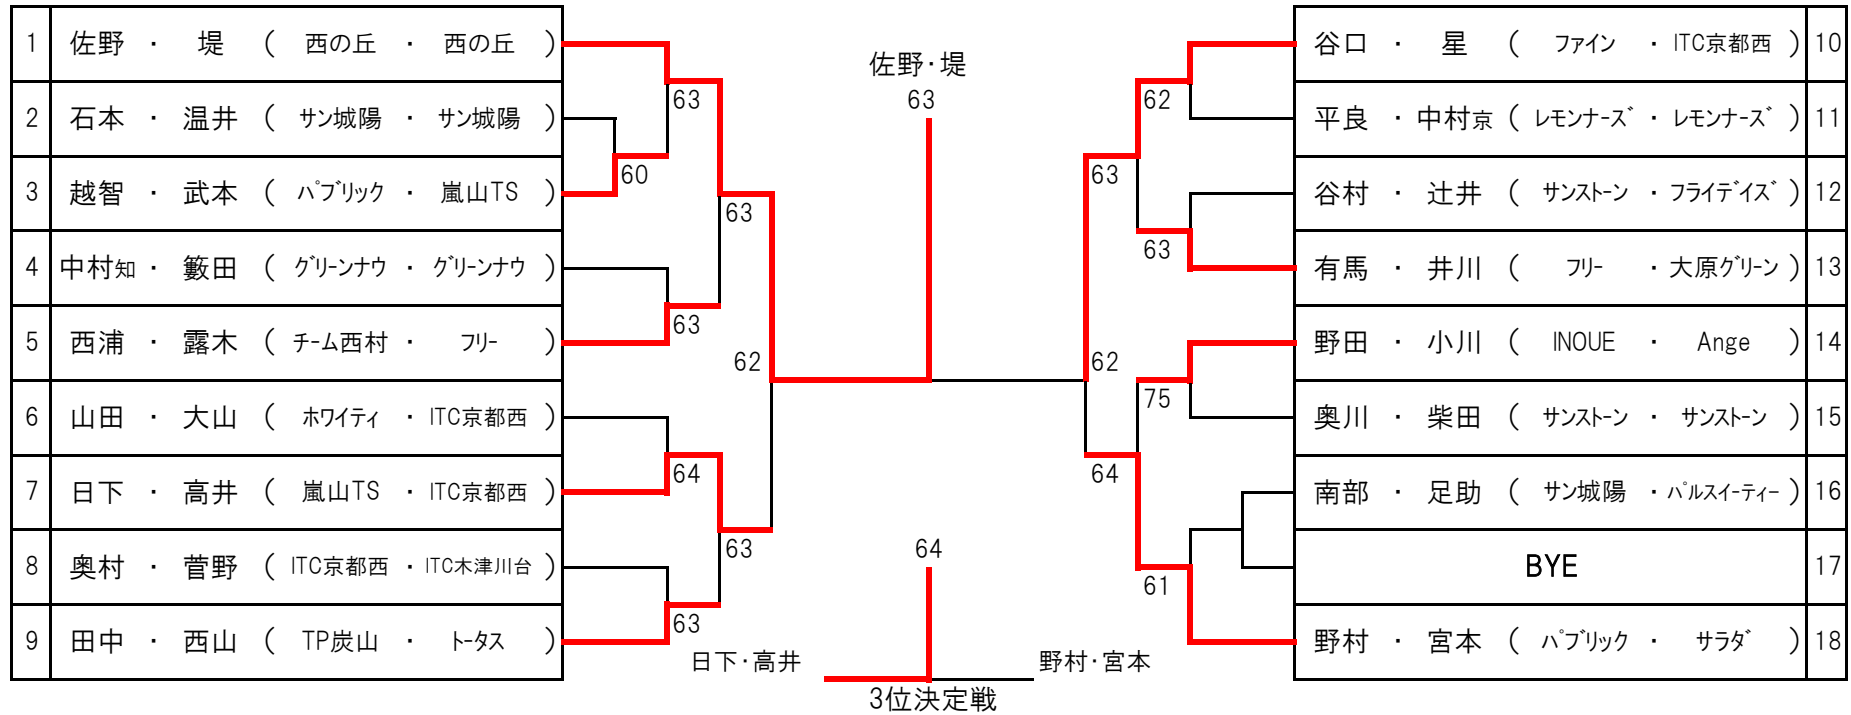 1 佐野 ・ 堤 ( 西の丘 ・ 西の丘 )
2 石本 ・ 温井 ( サン城陽 ・ サン城陽 )
3 越智 ・ 武本 ( ﾊﾟﾌﾞﾘック ・ 嵐山TS )
4 中村知 ・ 籔田 ( ｸﾞﾘｰﾝナウ ・ ｸﾞﾘｰﾝナウ )
5 西浦 ・ 露木 ( ﾁｰﾑ西村 ・ ﾌﾘｰ )
6 山田 ・ 大山 ( ホワイティ ・ ITC京都西 )
7 日下 ・ 高井 ( 嵐山TS ・ ITC京都西 )
8 奥村 ・ 菅野 ( ITC京都西 ・ ITC木津川台 )
9 田中 ・ 西山 ( TP炭山 ・ ﾄｰタス )
63
60
63
63
62
64
63
63
佐野・堤
63
64
日下・高井
野村・宮本
3位決定戦
62
63
63
62
75
64
61
谷口 ・ 星 ( ファイン ・ ITC京都西 ) 10
平良 ・ 中村京 ( ﾚモンナｰズﾞ ・ ﾚモンナｰズﾞ ) 11
谷村 ・ 辻井 ( サンストｰン ・ フライデイズ ) 12
有馬 ・ 井川 ( ﾌﾘｰ ・ 大原ｸﾞﾘｰﾝ ) 13
野田 ・ 小川 ( INOUE ・ Ange ) 14
奥川 ・ 柴田 ( サンストｰン ・ サンストｰン ) 15
南部 ・ 足助 ( サン城陽 ・ ﾊﾟﾙｽｲｰﾃｨｰ ) 16
BYE 17
野村 ・ 宮本 ( ﾊﾟﾌﾞﾘック ・ サラダ ) 18